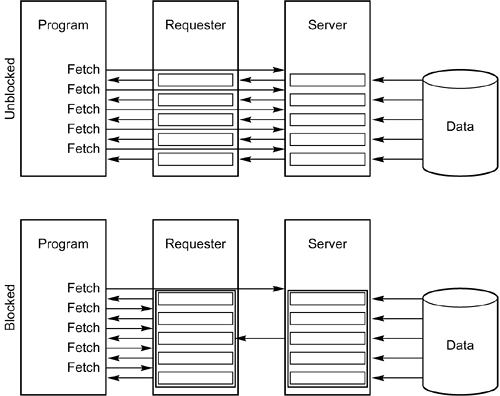 Unblocked
Program
Requester
Server
Fetch
Fetch
Fetch
Fetch
Fetch
Data
Blocked
Program
Requester
Server
Fetch
Fetch
Fetch
Fetch
Fetch
Data